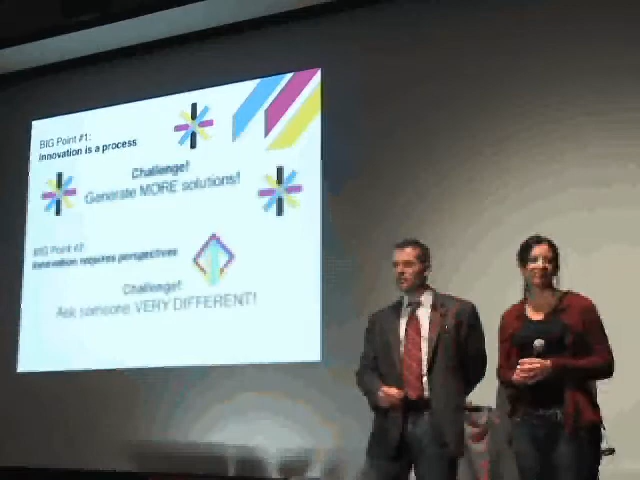 BIG Point #1:
innovation is a process
Challenge!
Generate MORE solutions!
BIG Point #2:
innovation requires perspectives
Challenge!
Ask someone VERY DIFFERENT!